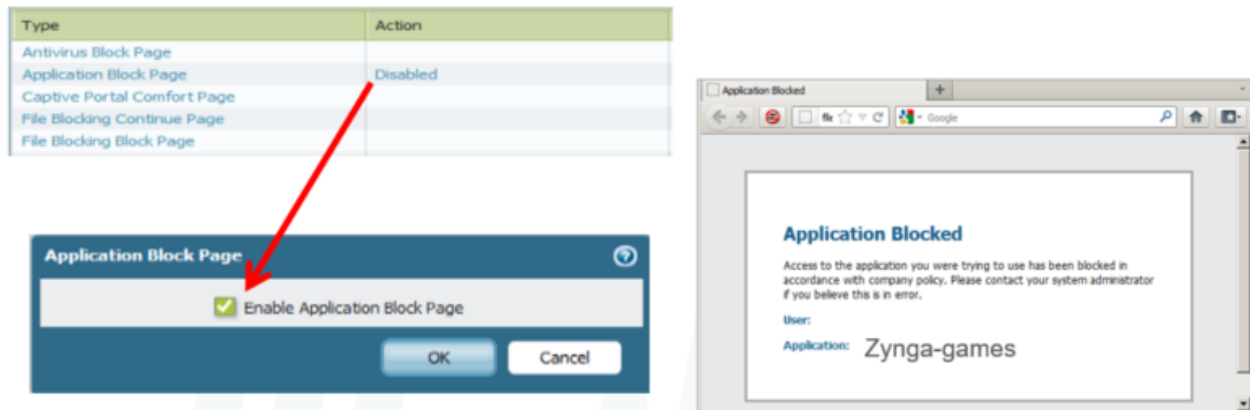 Type Action
Antivirus Block Page
Application Block Page Disabled
Captive Portal Comfort Page
File Blocking Continue Page
File Blocking Block Page
Application Block Page
Enable Application Block Page
OK Cancel
Application Blocked
Google
Application Blocked
Access to the application you were trying to use has been blocked in
accordance with company policy. Please contact your system administrator
if you believe this is in error.
User:
Application: Zynga-games